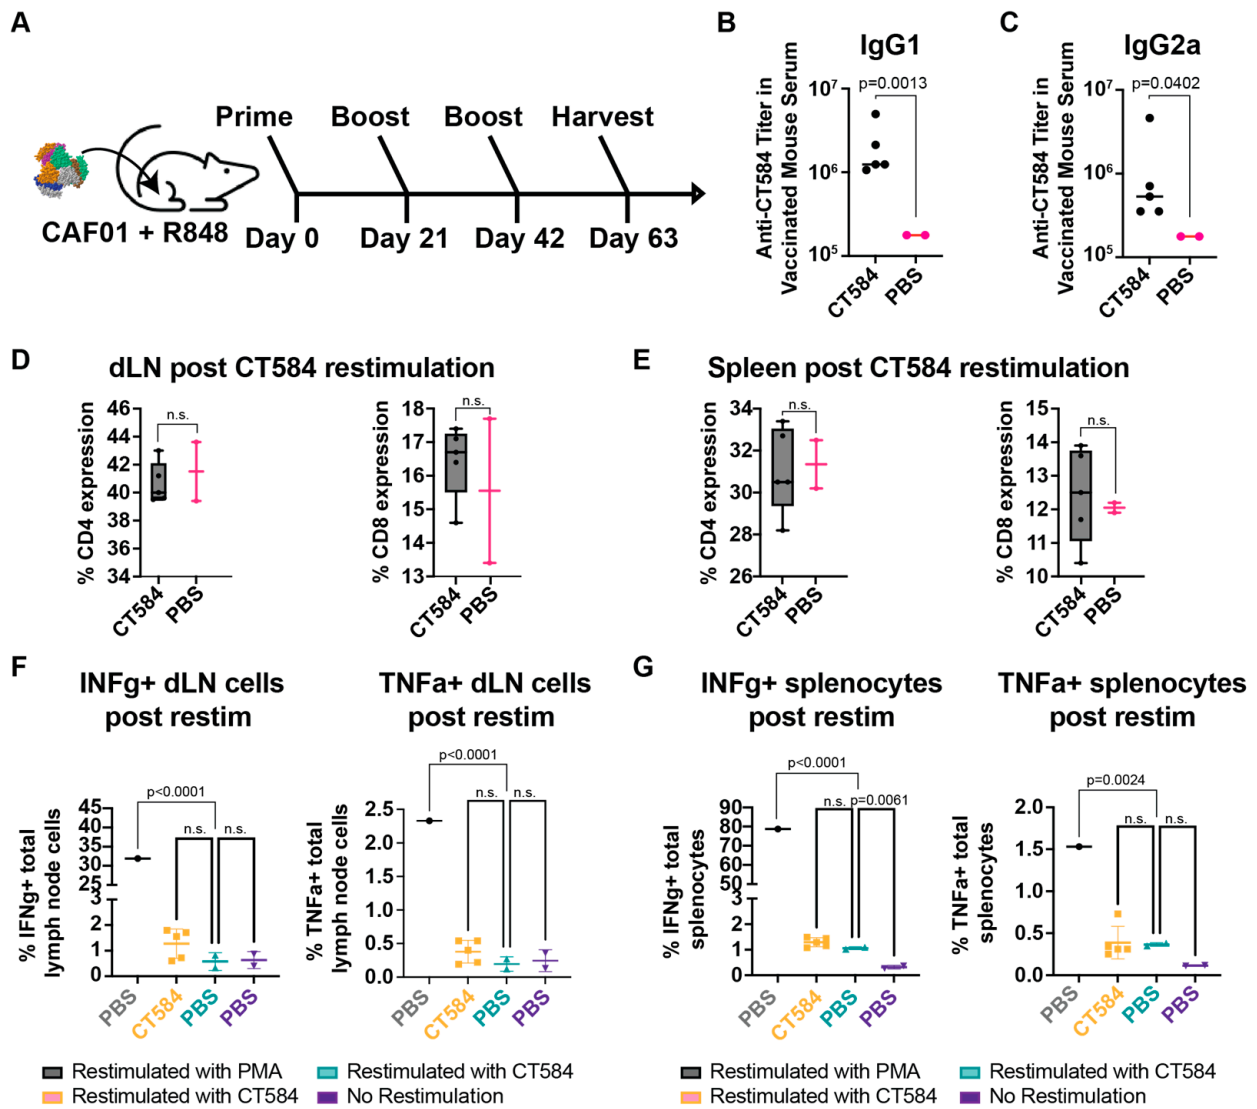 A
Prime
Boost
Boost
Harvest
CAF01 + R848
Day 0
Day 21
Day 42
Day 63
B
IgG1
Anti-CT584 Titer in
Vaccinated Mouse Serum
p=0.0013
10⁷
10⁶
10⁵
CT584
PBS
C
IgG2a
Anti-CT584 Titer in
Vaccinated Mouse Serum
p=0.0402
10⁷
10⁶
10⁵
CT584
PBS
D
dLN post CT584 restimulation
% CD4 expression
46
44
42
40
38
36
34
n.s.
CT584
PBS
% CD8 expression
18
17
16
15
14
13
n.s.
CT584
PBS
E
Spleen post CT584 restimulation
% CD4 expression
34
32
30
28
26
n.s.
CT584
PBS
% CD8 expression
15
14
13
12
11
10
n.s.
CT584
PBS
F
INFg+ dLN cells
post restim
% IFNg+ total
lymph node cells
p<0.0001
n.s.
n.s.
45
35
25
3
2
1
0
PBS
CT584
PBS
PBS
TNFa+ dLN cells
post restim
% TNFa+ total
lymph node cells
p<0.0001
n.s.
n.s.
2.5
2.0
1.5
1.0
0.5
0.0
PBS
CT584
PBS
PBS
G
INFg+ splenocytes
post restim
% IFNg+ total
splenocytes
p<0.0001
n.s.
p=0.0061
90
80
70
60
50
3
2
1
0
PBS
CT584
PBS
PBS
TNFa+ splenocytes
post restim
% TNFa+ total
splenocytes
p=0.0024
n.s.
n.s.
2.0
1.5
1.0
0.5
0.0
PBS
CT584
PBS
PBS
Restimulated with PMA
Restimulated with CT584
Restimulated with CT584
No Restimulation
Restimulated with PMA
Restimulated with CT584
Restimulated with CT584
No Restimulation